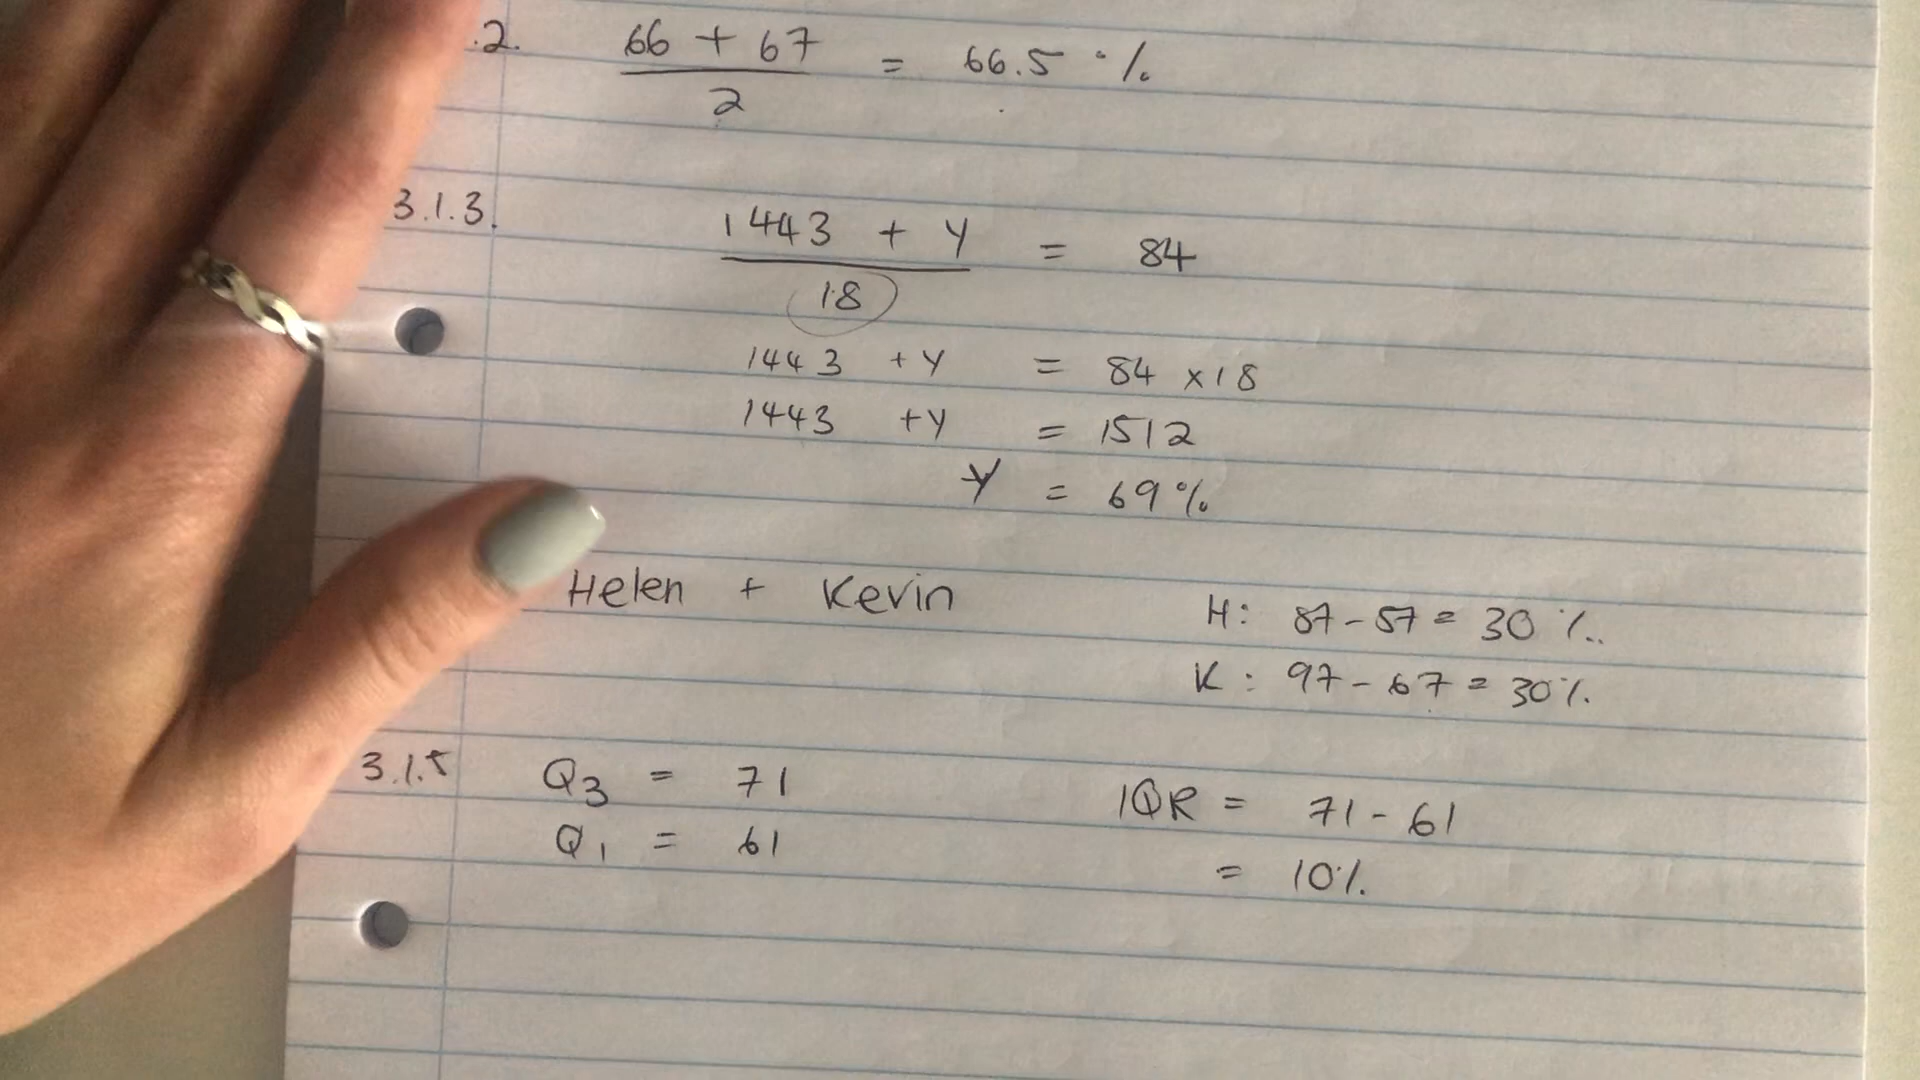 .2. 66 + 67 / 2 = 66.5 %
3.1.3. 1443 + y / 18 = 84
1443 + y = 84 x 18
1443 + y = 1512
y = 69%
Helen + Kevin H: 87 - 57 = 30 %.
K: 97 - 67 = 30%.
3.1.5 Q3 = 71 IQR = 71 - 61
Q1 = 61 = 10%.